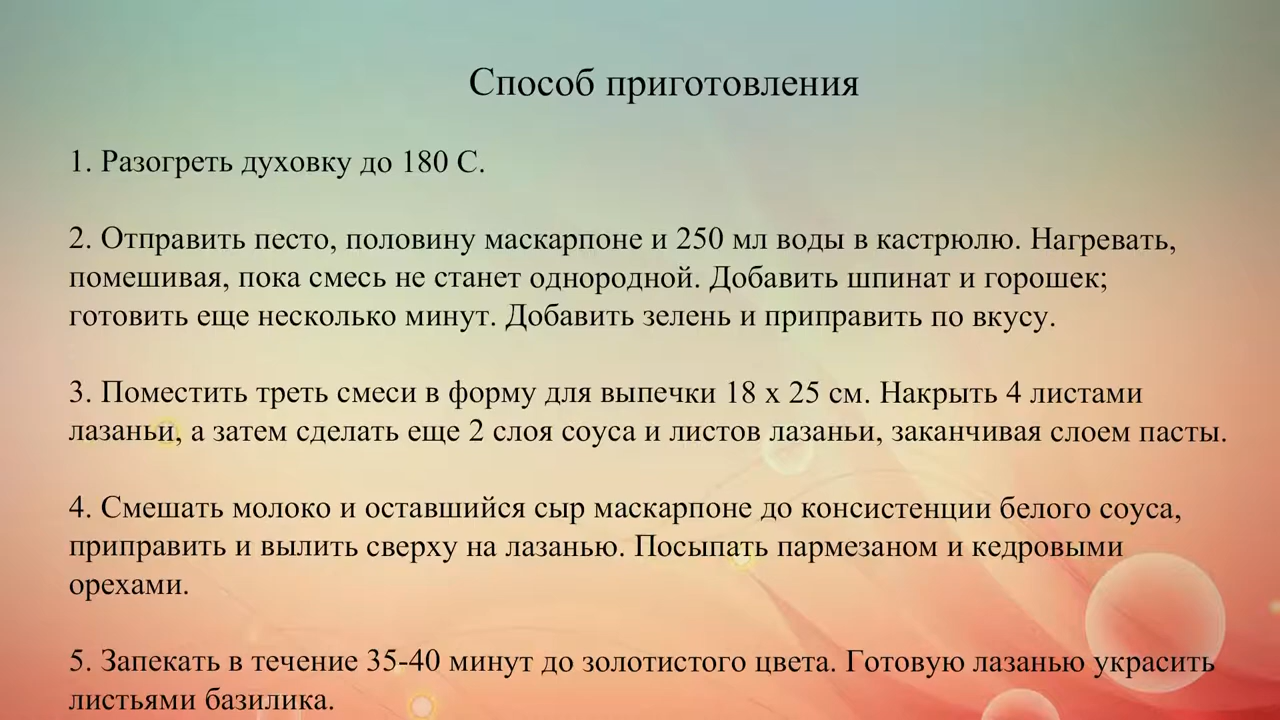 Способ приготовления
1. Разогреть духовку до 180 С.
2. Отправить песто, половину маскарпоне и 250 мл воды в кастрюлю. Нагревать,
помешивая, пока смесь не станет однородной. Добавить шпинат и горошек;
готовить еще несколько минут. Добавить зелень и приправить по вкусу.
3. Поместить треть смеси в форму для выпечки 18 х 25 см. Накрыть 4 листами
лазаньи, а затем сделать еще 2 слоя соуса и листов лазаньи, заканчивая слоем пасты.
4. Смешать молоко и оставшийся сыр маскарпоне до консистенции белого соуса,
приправить и вылить сверху на лазанью. Посыпать пармезаном и кедровыми
орехами.
5. Запекать в течение 35-40 минут до золотистого цвета. Готовую лазанью украсить
листьями базилика.